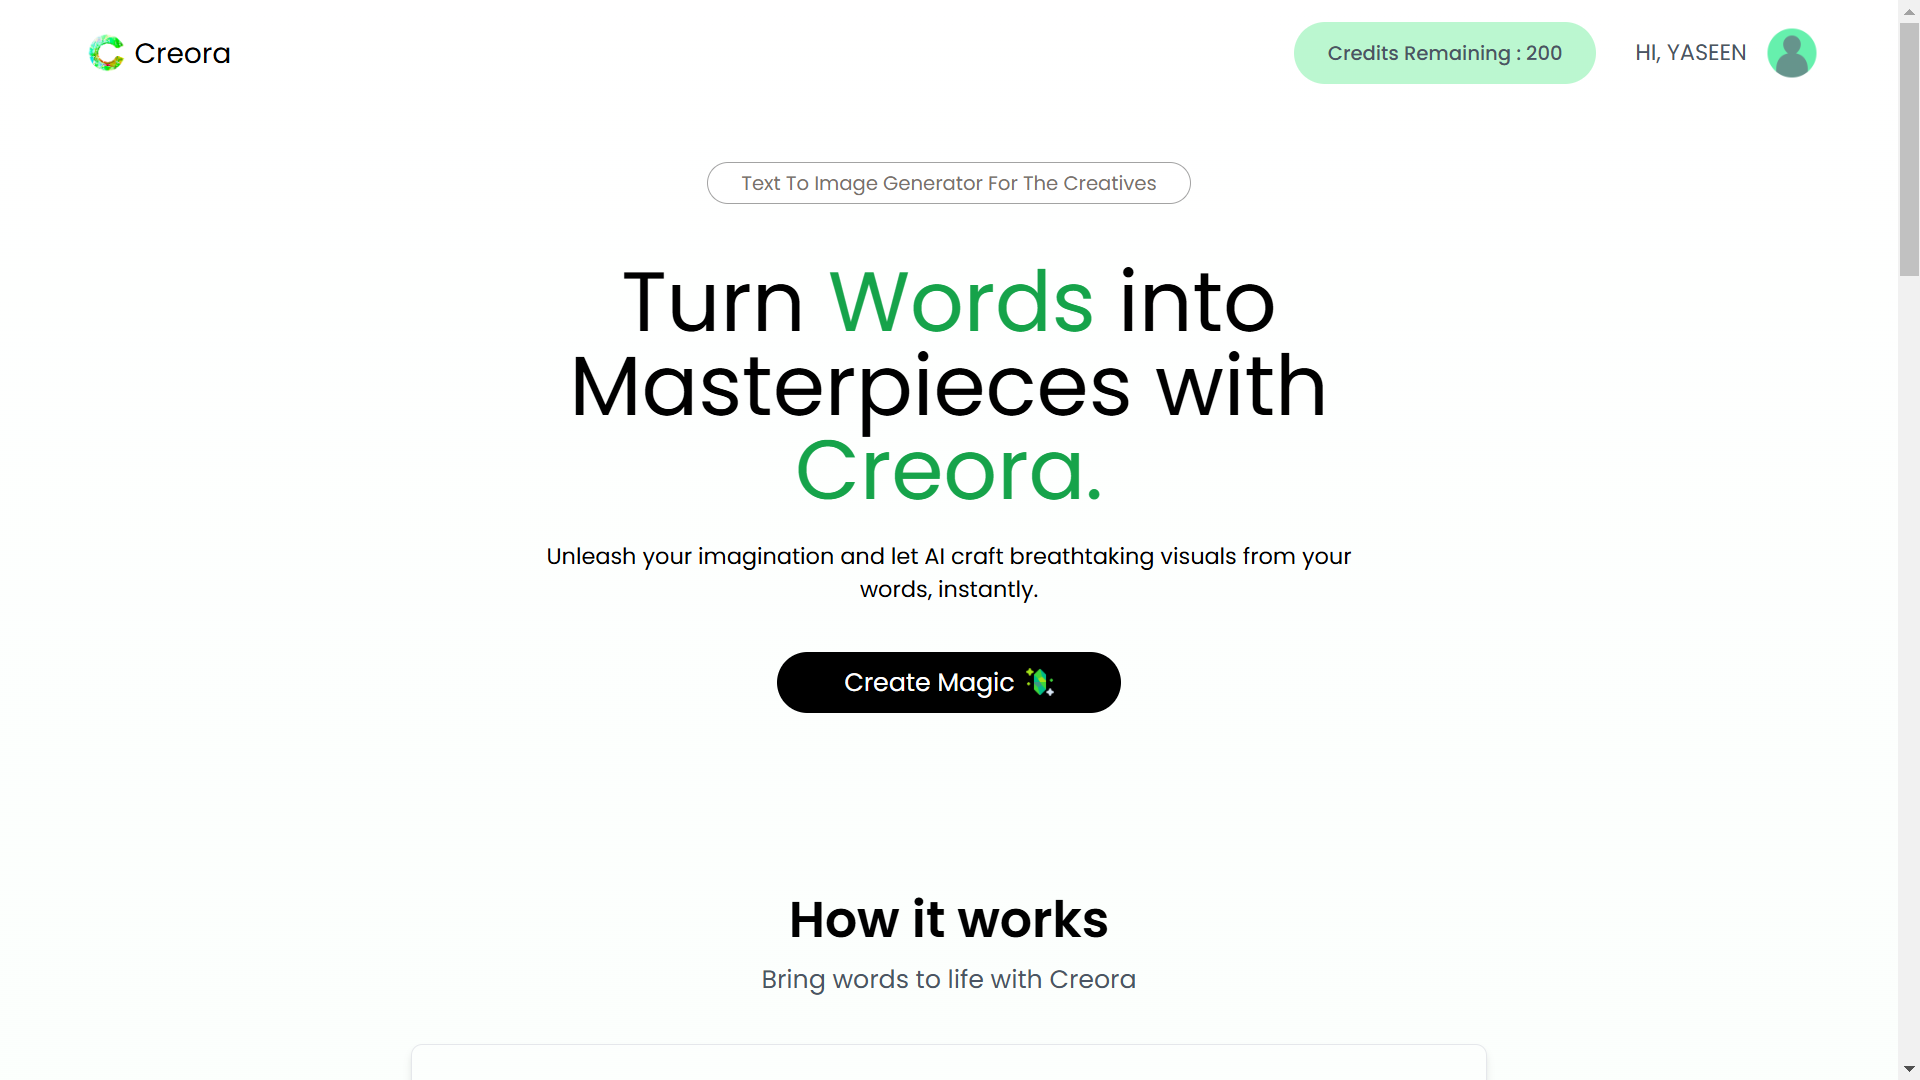 Creora
Credits Remaining : 200
HI, YASEEN
Text To Image Generator For The Creatives
Turn Words into
Masterpieces with
Creora.
Unleash your imagination and let AI craft breathtaking visuals from your
words, instantly.
Create Magic
How it works
Bring words to life with Creora